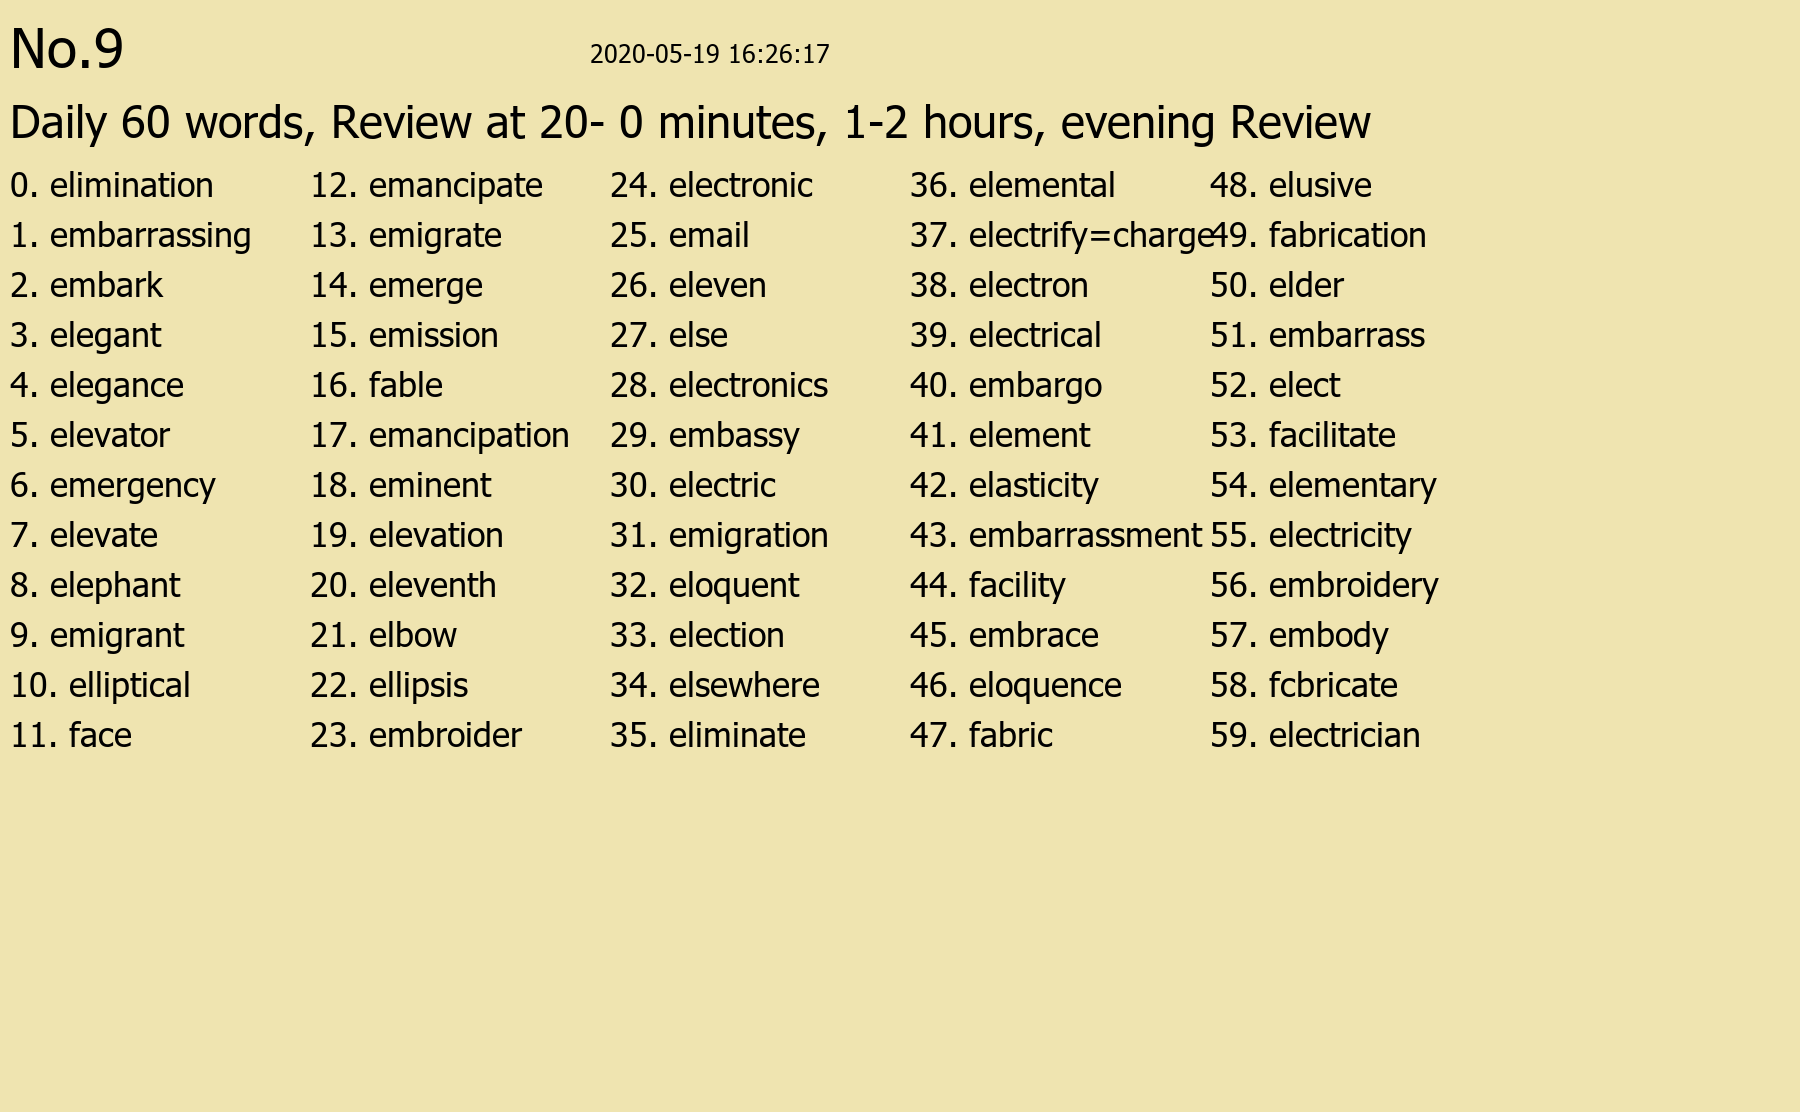 No.9
2020-05-19 16:26:17
Daily 60 words, Review at 20- 0 minutes, 1-2 hours, evening Review
0. elimination
1. embarrassing
2. embark
3. elegant
4. elegance
5. elevator
6. emergency
7. elevate
8. elephant
9. emigrant
10. elliptical
11. face
12. emancipate
13. emigrate
14. emerge
15. emission
16. fable
17. emancipation
18. eminent
19. elevation
20. eleventh
21. elbow
22. ellipsis
23. embroider
24. electronic
25. email
26. eleven
27. else
28. electronics
29. embassy
30. electric
31. emigration
32. eloquent
33. election
34. elsewhere
35. eliminate
36. elemental
37. electrify=charge
38. electron
39. electrical
40. embargo
41. element
42. elasticity
43. embarrassment
44. facility
45. embrace
46. eloquence
47. fabric
48. elusive
49. fabrication
50. elder
51. embarrass
52. elect
53. facilitate
54. elementary
55. electricity
56. embroidery
57. embody
58. fcbricate
59. electrician